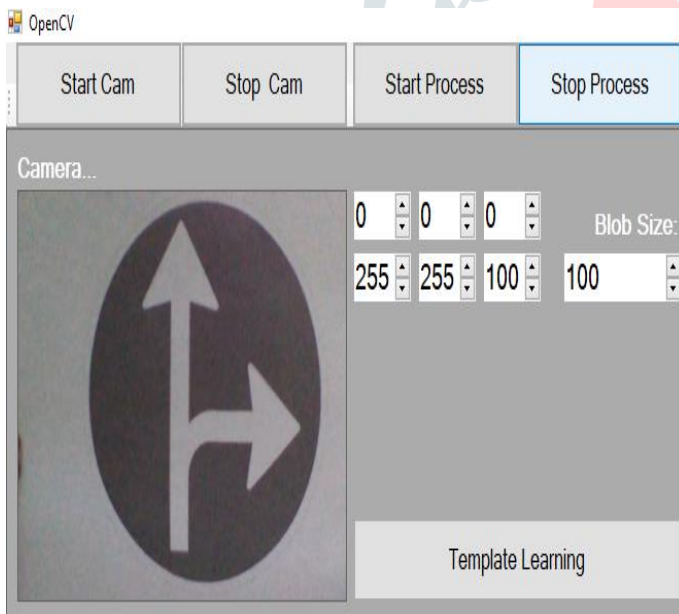 OpenCV
Start Cam Stop Cam Start Process Stop Process
Camera...
0 0 0 Blob Size:
255 255 100 100
Template Learning